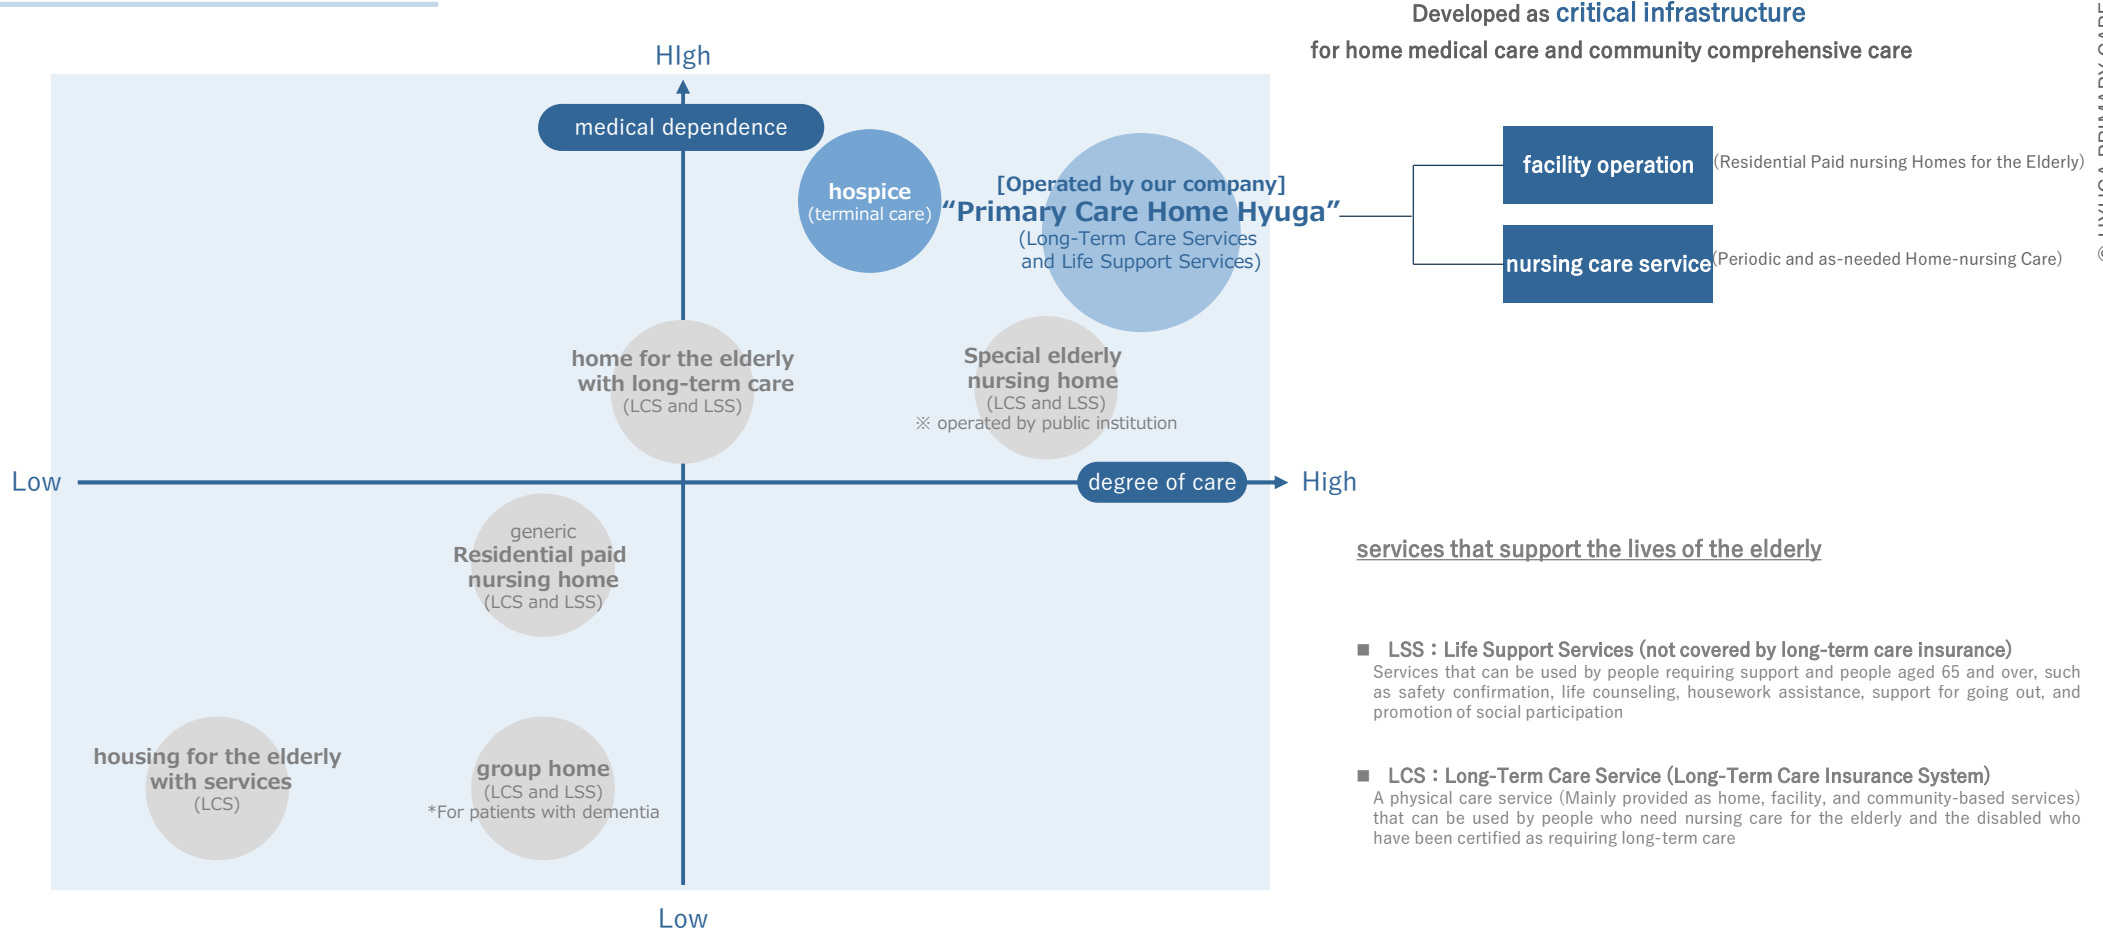 Developed as critical infrastructure
for home medical care and community comprehensive care
HIgh
medical dependence
hospice
(terminal care)
[Operated by our company]
“Primary Care Home Hyuga”
(Long-Term Care Services
and Life Support Services)
facility operation
(Residential Paid nursing Homes for the Elderly)
nursing care service
(Periodic and as-needed Home-nursing Care)
home for the elderly
with long-term care
(LCS and LSS)
Special elderly
nursing home
(LCS and LSS)
※ operated by public institution
Low
degree of care
High
generic
Residential paid
nursing home
(LCS and LSS)
housing for the elderly
with services
(LCS)
group home
(LCS and LSS)
*For patients with dementia
Low
services that support the lives of the elderly
■ LSS：Life Support Services (not covered by long-term care insurance)
Services that can be used by people requiring support and people aged 65 and over, such
as safety confirmation, life counseling, housework assistance, support for going out, and
promotion of social participation
■ LCS：Long-Term Care Service (Long-Term Care Insurance System)
A physical care service (Mainly provided as home, facility, and community-based services)
that can be used by people who need nursing care for the elderly and the disabled who
have been certified as requiring long-term care